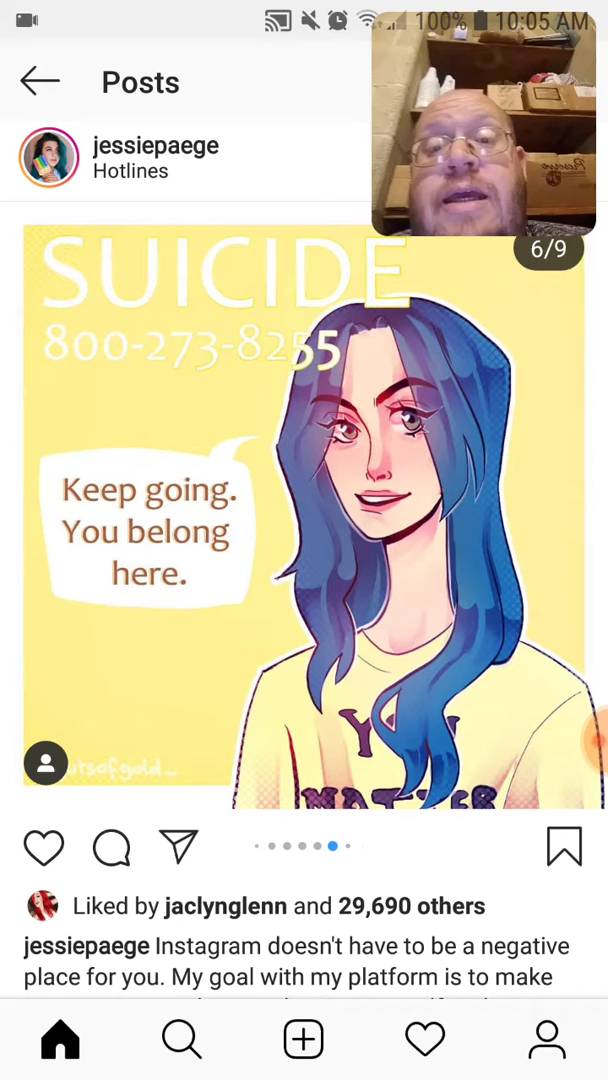 100% 10:05 AM
Posts
jessiepaege
Hotlines
6/9
SUICIDE
800-273-8255
Keep going.
You belong
here.
YOU
MATTER
Liked by jaclynglenn and 29,690 others
jessiepaege Instagram doesn't have to be a negative
place for you. My goal with my platform is to make